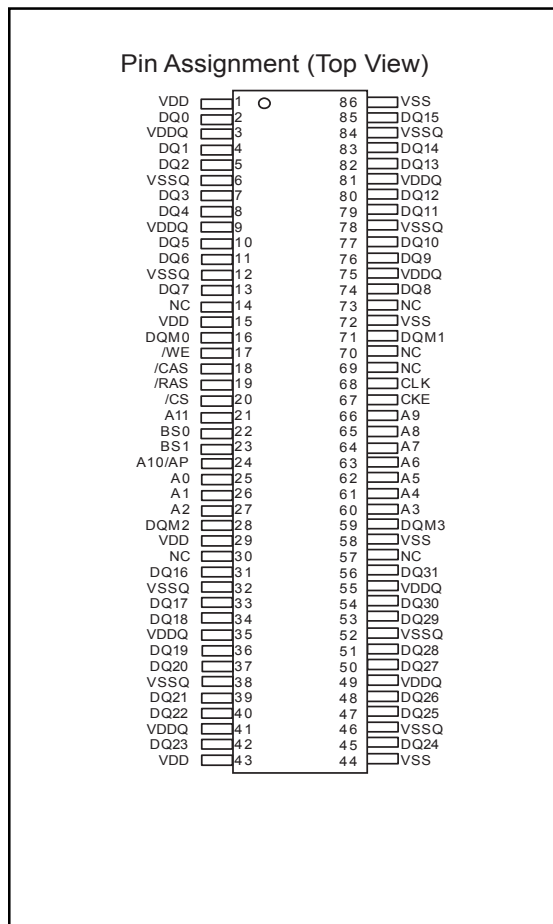 Pin Assignment (Top View)
VDD 1 86 VSS
DQ0 2 85 DQ15
VDDQ 3 84 VSSQ
DQ1 4 83 DQ14
DQ2 5 82 DQ13
VSSQ 6 81 VDDQ
DQ3 7 80 DQ12
DQ4 8 79 DQ11
VDDQ 9 78 VSSQ
DQ5 10 77 DQ10
DQ6 11 76 DQ9
VSSQ 12 75 VDDQ
DQ7 13 74 DQ8
NC 14 73 NC
VDD 15 72 VSS
DQM0 16 71 DQM1
/WE 17 70 NC
/CAS 18 69 NC
/RAS 19 68 CLK
/CS 20 67 CKE
A11 21 66 A9
BS0 22 65 A8
BS1 23 64 A7
A10/AP 24 63 A6
A0 25 62 A5
A1 26 61 A4
A2 27 60 A3
DQM2 28 59 DQM3
VDD 29 58 VSS
NC 30 57 NC
DQ16 31 56 DQ31
VSSQ 32 55 VDDQ
DQ17 33 54 DQ30
DQ18 34 53 DQ29
VDDQ 35 52 VSSQ
DQ19 36 51 DQ28
DQ20 37 50 DQ27
VSSQ 38 49 VDDQ
DQ21 39 48 DQ26
DQ22 40 47 DQ25
VDDQ 41 46 VSSQ
DQ23 42 45 DQ24
VDD 43 44 VSS